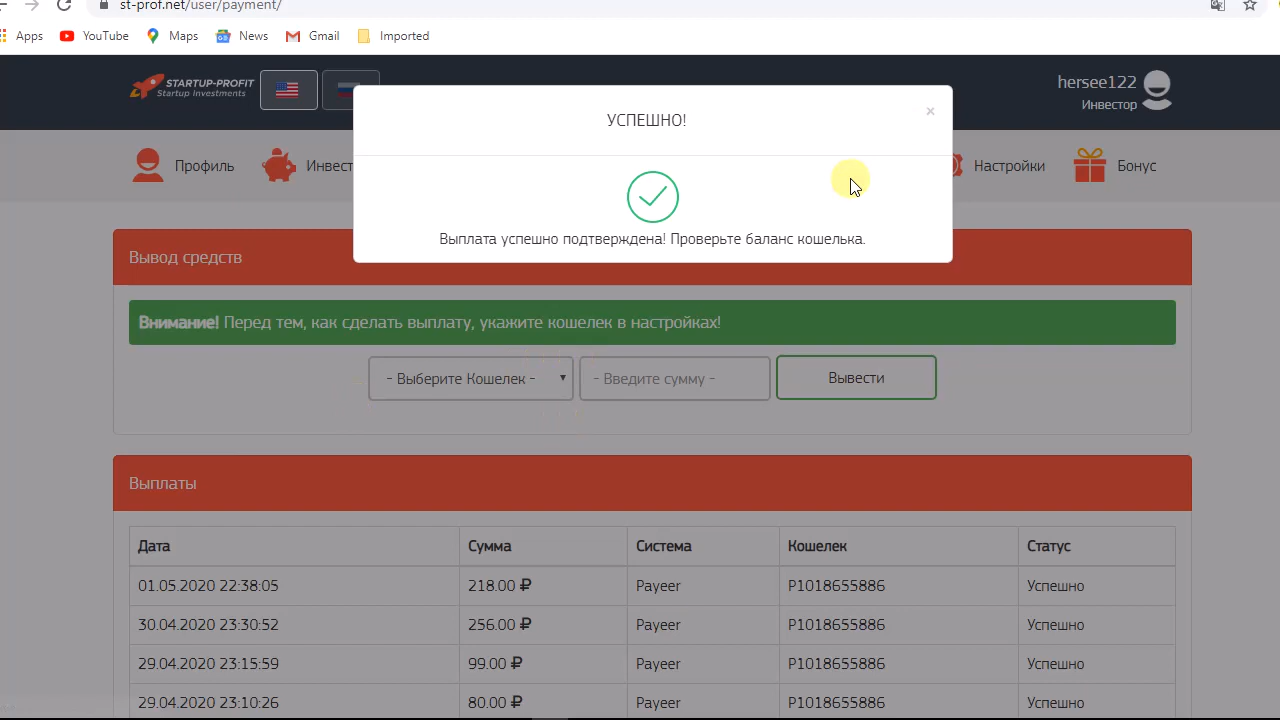 st-prof.net/user/payment/
Apps YouTube Maps News Gmail Imported
STARTUP-PROFIT
Startup Investments
hersee122
Инвестор
Профиль Инвест Настройки Бонус
УСПЕШНО! ×
Выплата успешно подтверждена! Проверьте баланс кошелька.
Вывод средств
Внимание! Перед тем, как сделать выплату, укажите кошелек в настройках!
- Выберите Кошелек - - Введите сумму - Вывести
Выплаты
Дата Сумма Система Кошелек Статус
01.05.2020 22:38:05 218.00 ₽ Payeer P1018655886 Успешно
30.04.2020 23:30:52 256.00 ₽ Payeer P1018655886 Успешно
29.04.2020 23:15:59 99.00 ₽ Payeer P1018655886 Успешно
29.04.2020 23:10:26 80.00 ₽ Payeer P1018655886 Успешно